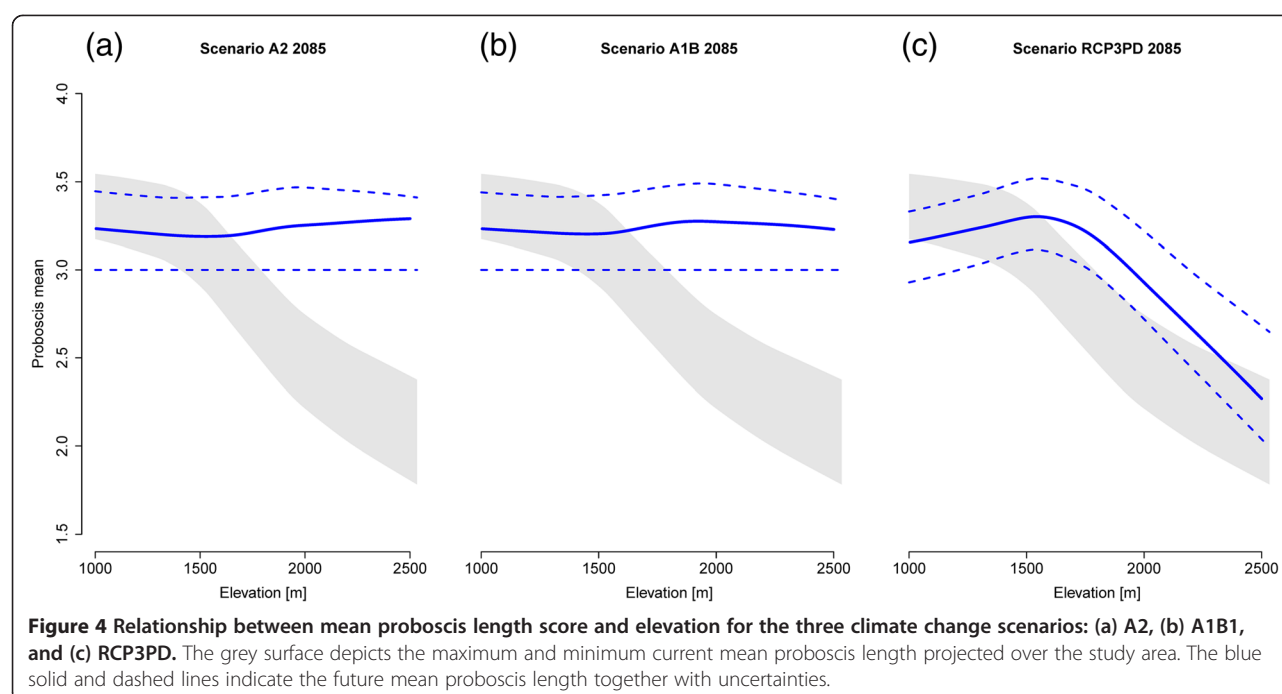 (a) Scenario A2 2085
(b) Scenario A1B 2085
(c) Scenario RCP3PD 2085
Proboscis mean
4.0
3.5
3.0
2.5
2.0
1.5
1000 1500 2000 2500
Elevation [m]
1000 1500 2000 2500
Elevation [m]
1000 1500 2000 2500
Elevation [m]
Figure 4 Relationship between mean proboscis length score and elevation for the three climate change scenarios: (a) A2, (b) A1B1,
and (c) RCP3PD. The grey surface depicts the maximum and minimum current mean proboscis length projected over the study area. The blue
solid and dashed lines indicate the future mean proboscis length together with uncertainties.